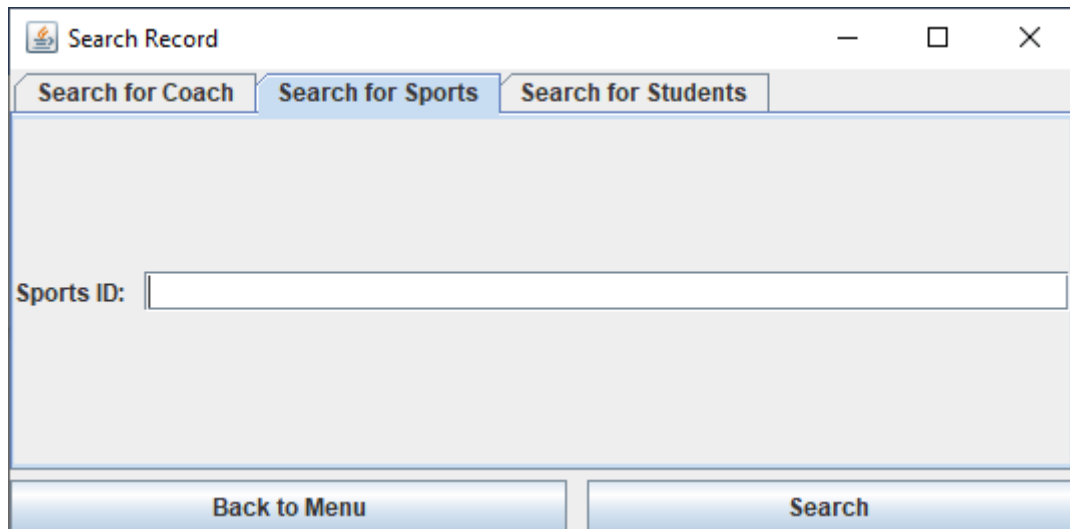 Search Record
Search for Coach Search for Sports Search for Students
Sports ID:
Back to Menu Search